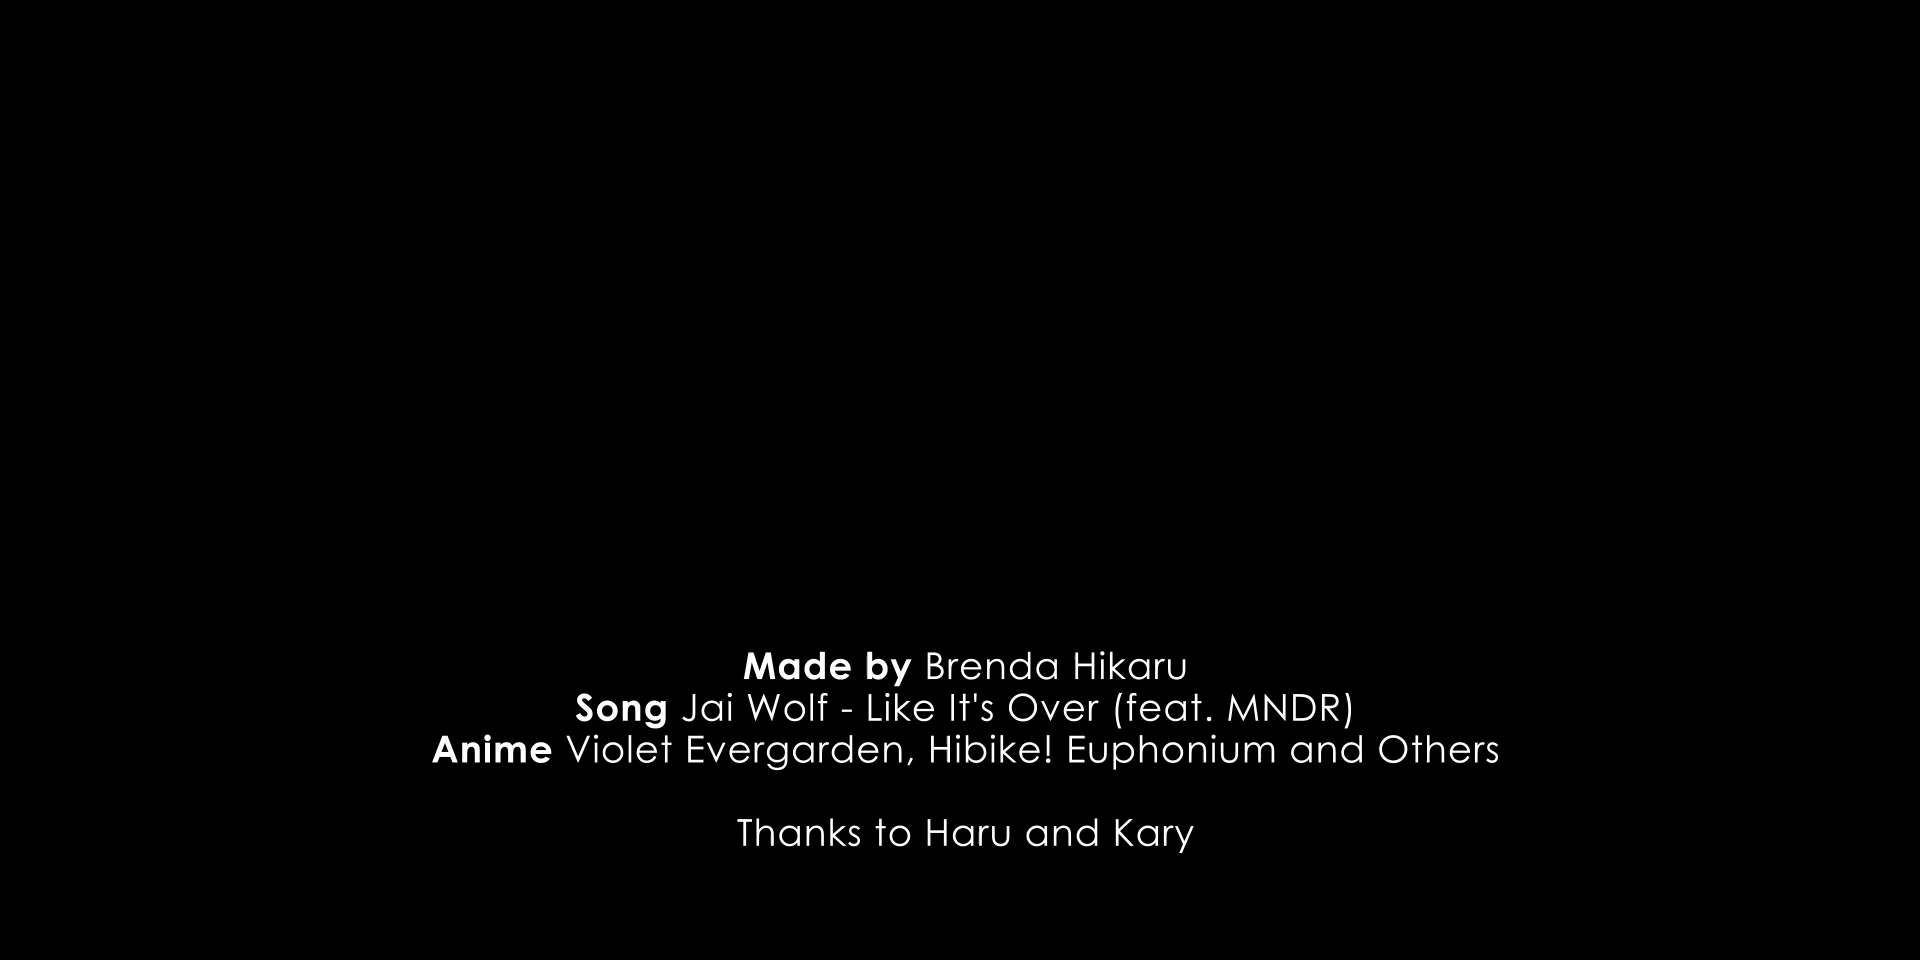 Made by Brenda Hikaru
Song Jai Wolf - Like It's Over (feat. MNDR)
Anime Violet Evergarden, Hibike! Euphonium and Others
Thanks to Haru and Kary